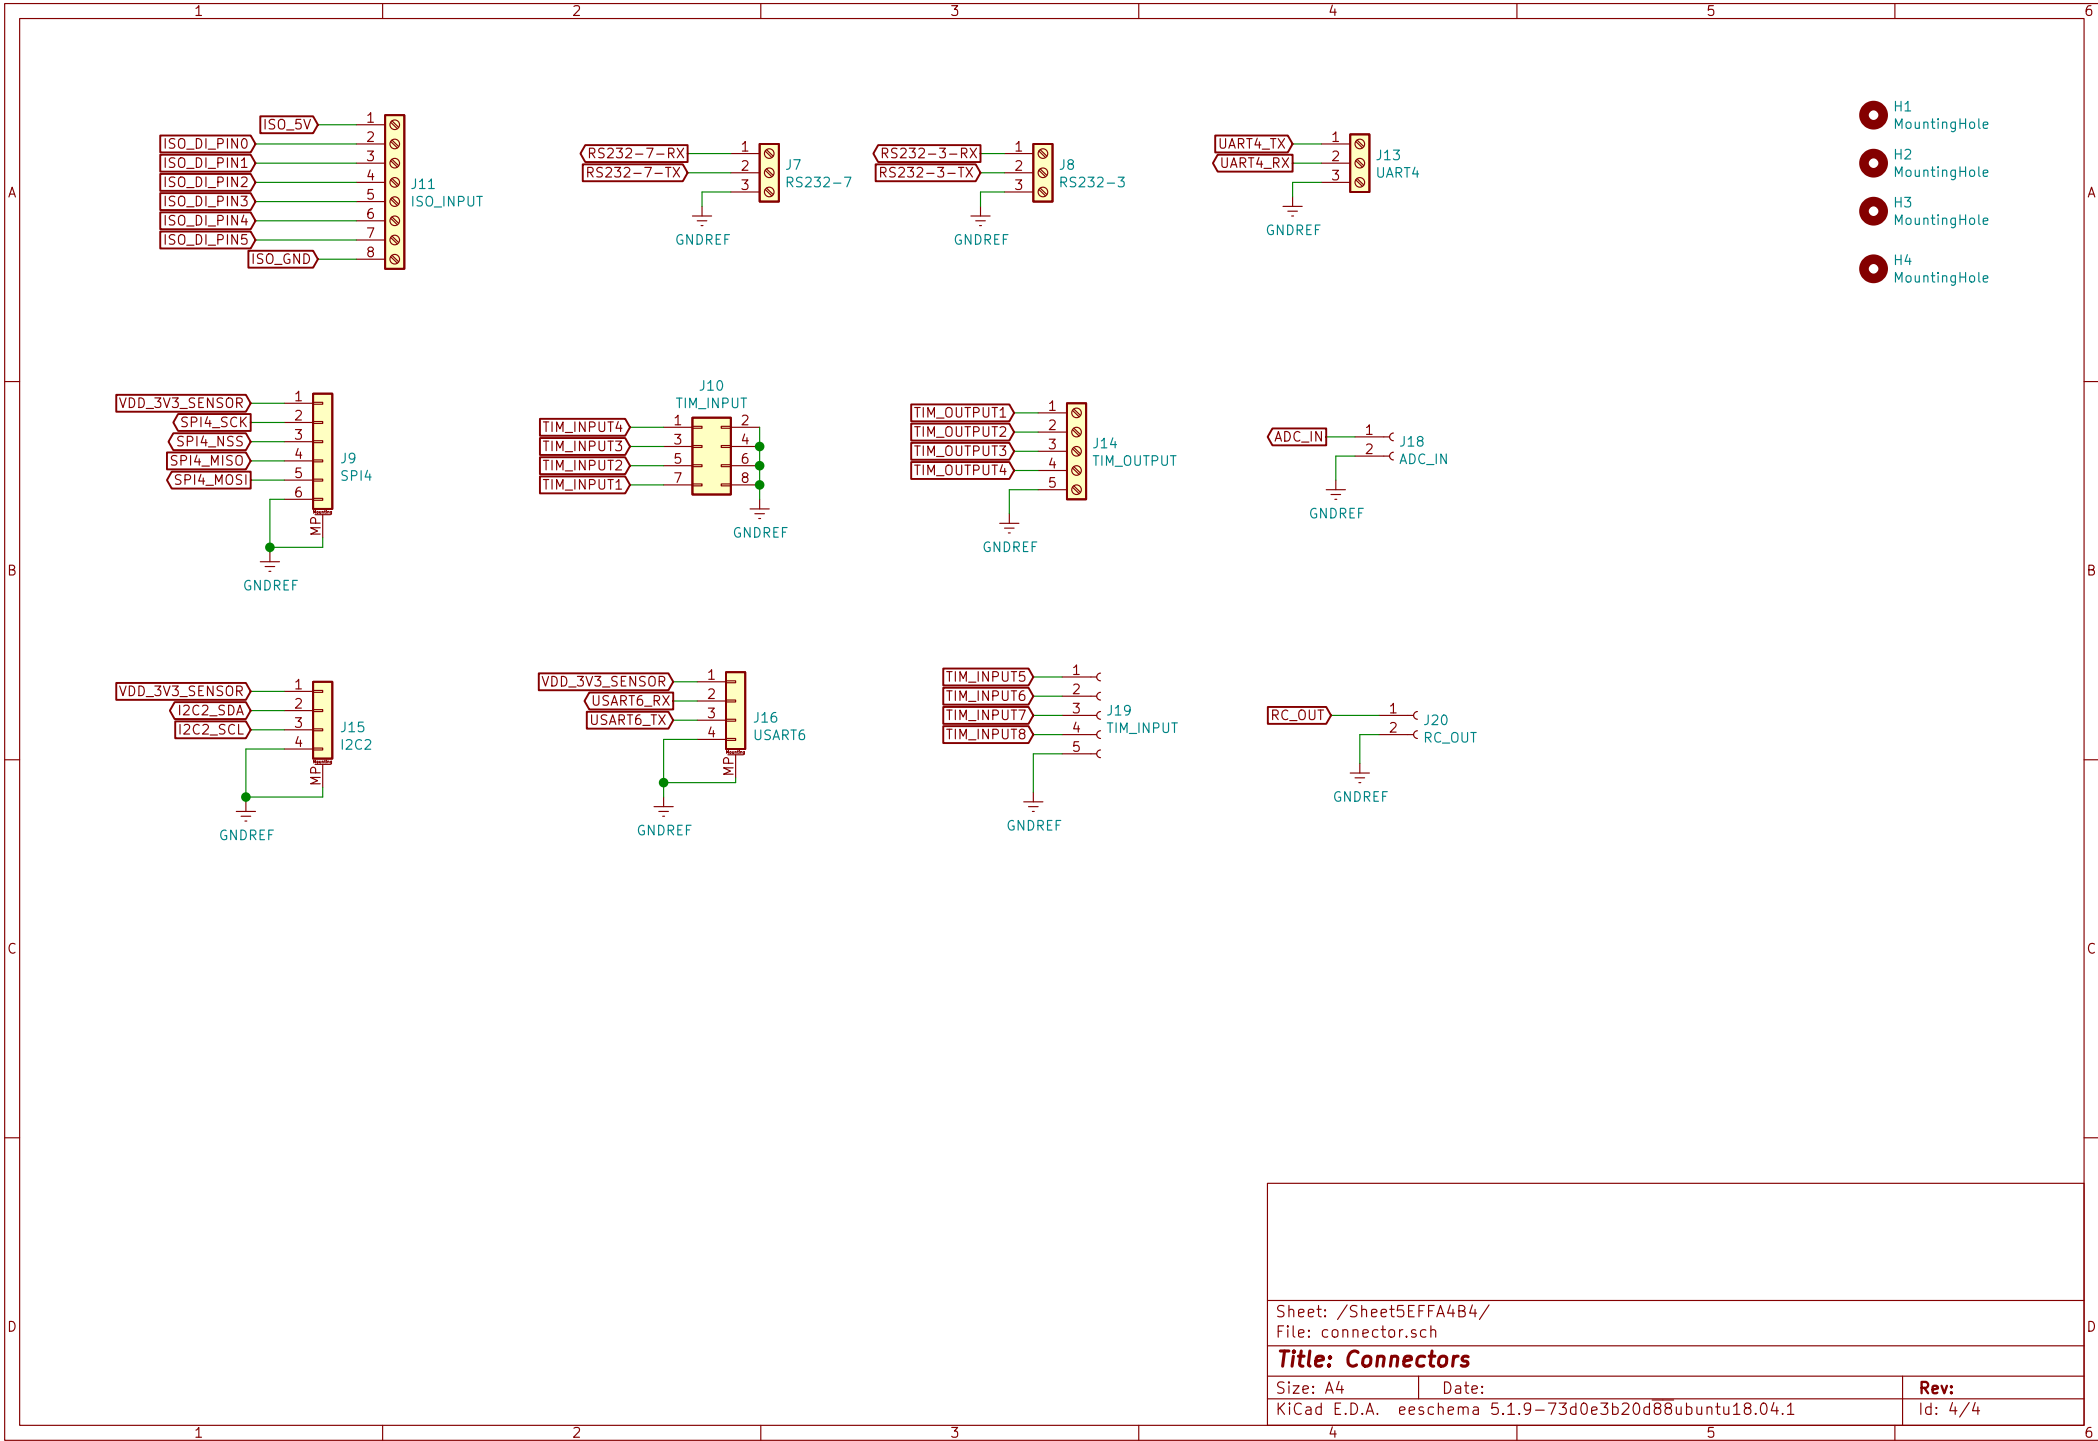 1 2 3 4 5 6
A
A
B
B
C
C
D
D
ISO_5V 1
ISO_DI_PIN0 2
ISO_DI_PIN1 3
ISO_DI_PIN2 4
ISO_DI_PIN3 5
ISO_DI_PIN4 6
ISO_DI_PIN5 7
ISO_GND 8
J11
ISO_INPUT
RS232-7-RX 1
RS232-7-TX 2
3
J7
RS232-7
GNDREF
RS232-3-RX 1
RS232-3-TX 2
3
J8
RS232-3
GNDREF
UART4_TX 1
UART4_RX 2
3
J13
UART4
GNDREF
H1
MountingHole
H2
MountingHole
H3
MountingHole
H4
MountingHole
VDD_3V3_SENSOR 1
SPI4_SCK 2
SPI4_NSS 3
SPI4_MISO 4
SPI4_MOSI 5
6
J9
SPI4
Mounting
MP
GNDREF
J10
TIM_INPUT
TIM_INPUT4 1 2
TIM_INPUT3 3 4
TIM_INPUT2 5 6
TIM_INPUT1 7 8
GNDREF
TIM_OUTPUT1 1
TIM_OUTPUT2 2
TIM_OUTPUT3 3
TIM_OUTPUT4 4
5
J14
TIM_OUTPUT
GNDREF
ADC_IN 1
2
J18
ADC_IN
GNDREF
VDD_3V3_SENSOR 1
I2C2_SDA 2
I2C2_SCL 3
4
J15
I2C2
Mounting
MP
GNDREF
VDD_3V3_SENSOR 1
USART6_RX 2
USART6_TX 3
4
J16
USART6
Mounting
MP
GNDREF
TIM_INPUT5 1
TIM_INPUT6 2
TIM_INPUT7 3
TIM_INPUT8 4
5
J19
TIM_INPUT
GNDREF
RC_OUT 1
2
J20
RC_OUT
GNDREF
Sheet: /Sheet5EFFA4B4/
File: connector.sch
Title: Connectors
Size: A4 Date: Rev:
KiCad E.D.A. eeschema 5.1.9-73d0e3b20d88ubuntu18.04.1 Id: 4/4
1 2 3 4 5 6